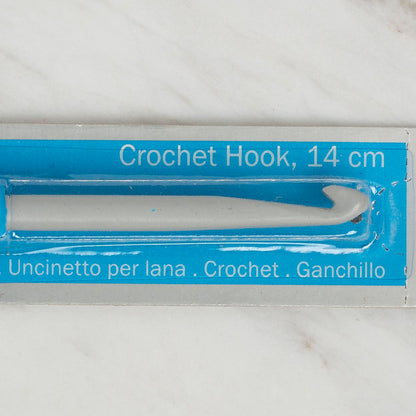 Crochet Hook, 14 cm
. Uncinetto per lana . Crochet . Ganchillo